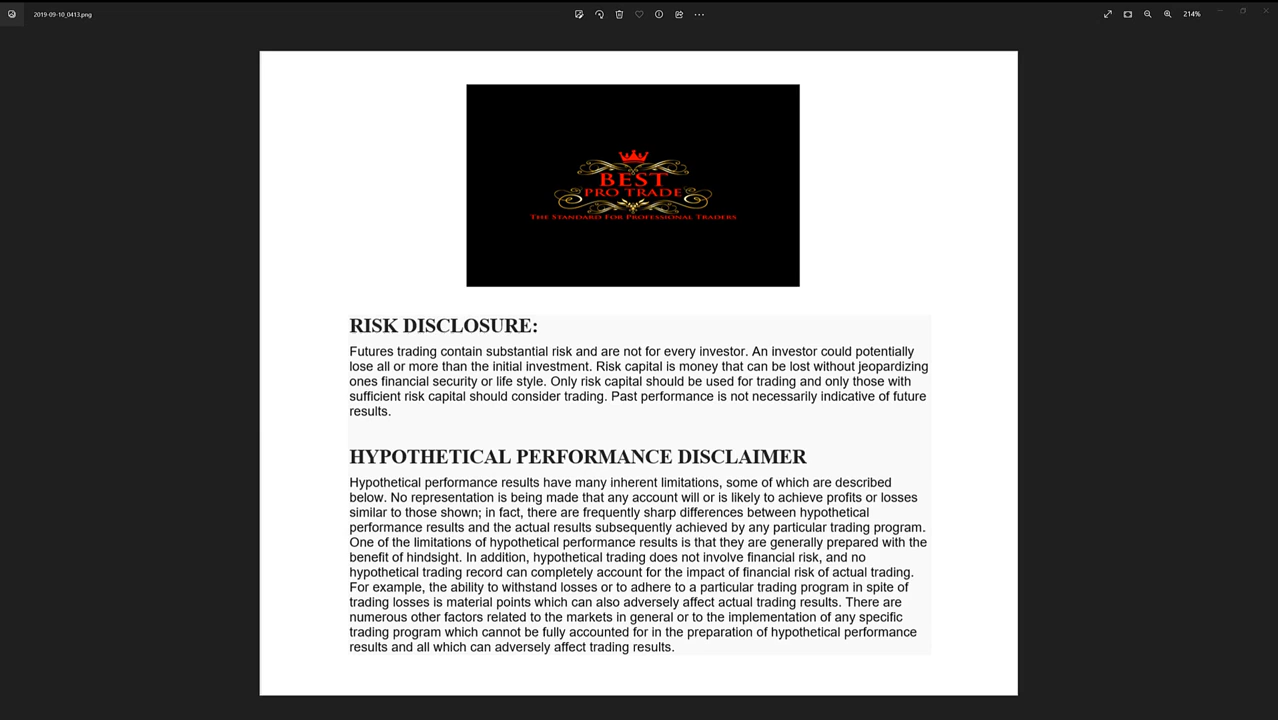 2019-09-10_0413.png
214%
BEST
PRO TRADE
THE STANDARD FOR PROFESSIONAL TRADERS
RISK DISCLOSURE:
Futures trading contain substantial risk and are not for every investor. An investor could potentially
lose all or more than the initial investment. Risk capital is money that can be lost without jeopardizing
ones financial security or life style. Only risk capital should be used for trading and only those with
sufficient risk capital should consider trading. Past performance is not necessarily indicative of future
results.
HYPOTHETICAL PERFORMANCE DISCLAIMER
Hypothetical performance results have many inherent limitations, some of which are described
below. No representation is being made that any account will or is likely to achieve profits or losses
similar to those shown; in fact, there are frequently sharp differences between hypothetical
performance results and the actual results subsequently achieved by any particular trading program.
One of the limitations of hypothetical performance results is that they are generally prepared with the
benefit of hindsight. In addition, hypothetical trading does not involve financial risk, and no
hypothetical trading record can completely account for the impact of financial risk of actual trading.
For example, the ability to withstand losses or to adhere to a particular trading program in spite of
trading losses is material points which can also adversely affect actual trading results. There are
numerous other factors related to the markets in general or to the implementation of any specific
trading program which cannot be fully accounted for in the preparation of hypothetical performance
results and all which can adversely affect trading results.